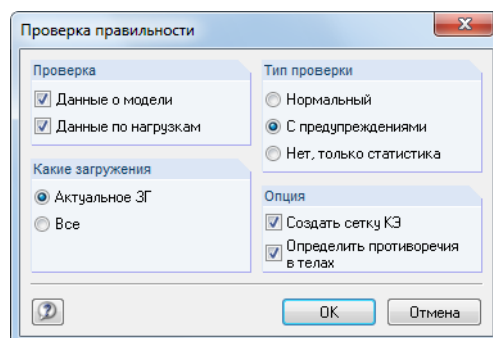 Проверка правильности
Проверка
Данные о модели
Данные по нагрузкам
Какие загружения
Актуальное ЗГ
Все
Тип проверки
Нормальный
С предупреждениями
Нет, только статистика
Опция
Создать сетку КЭ
Определить противоречия
в телах
OK
Отмена